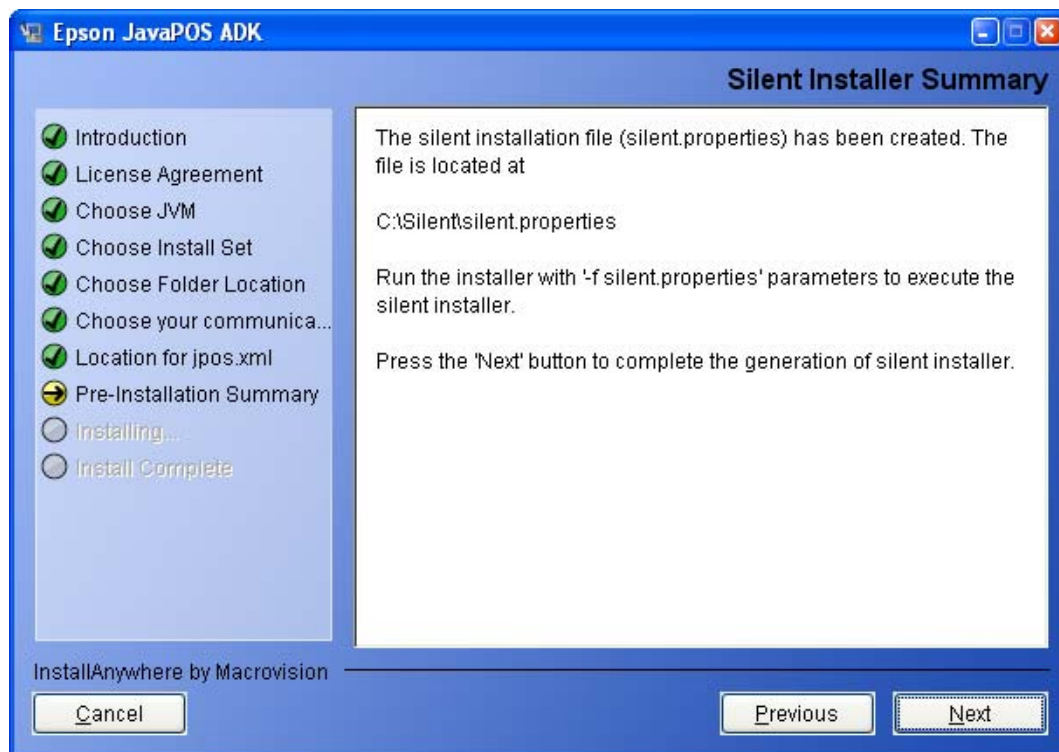 Epson JavaPOS ADK
Silent Installer Summary
Introduction
License Agreement
Choose JVM
Choose Install Set
Choose Folder Location
Choose your communica...
Location for jpos.xml
Pre-Installation Summary
Installing...
Install Complete
The silent installation file (silent.properties) has been created. The
file is located at
C:\Silent\silent.properties
Run the installer with '-f silent.properties' parameters to execute the
silent installer.
Press the 'Next' button to complete the generation of silent installer.
InstallAnywhere by Macrovision
Cancel
Previous
Next